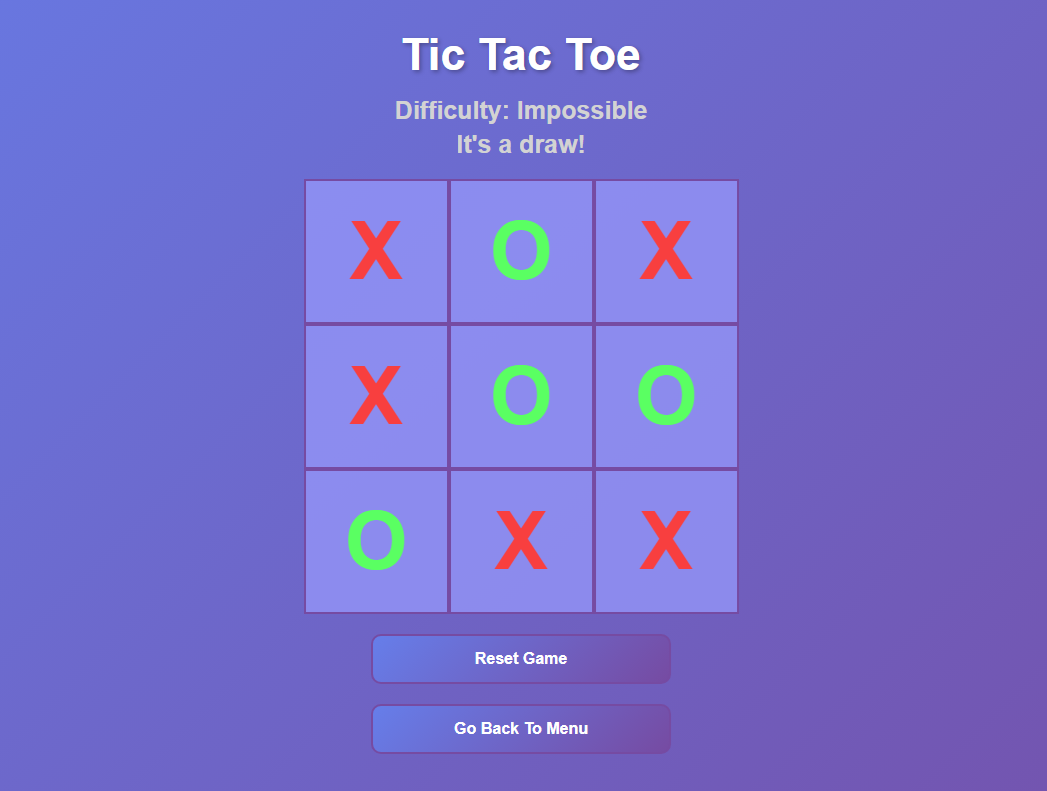 Tic Tac Toe
Difficulty: Impossible
It's a draw!
X O X
X O O
O X X
Reset Game
Go Back To Menu